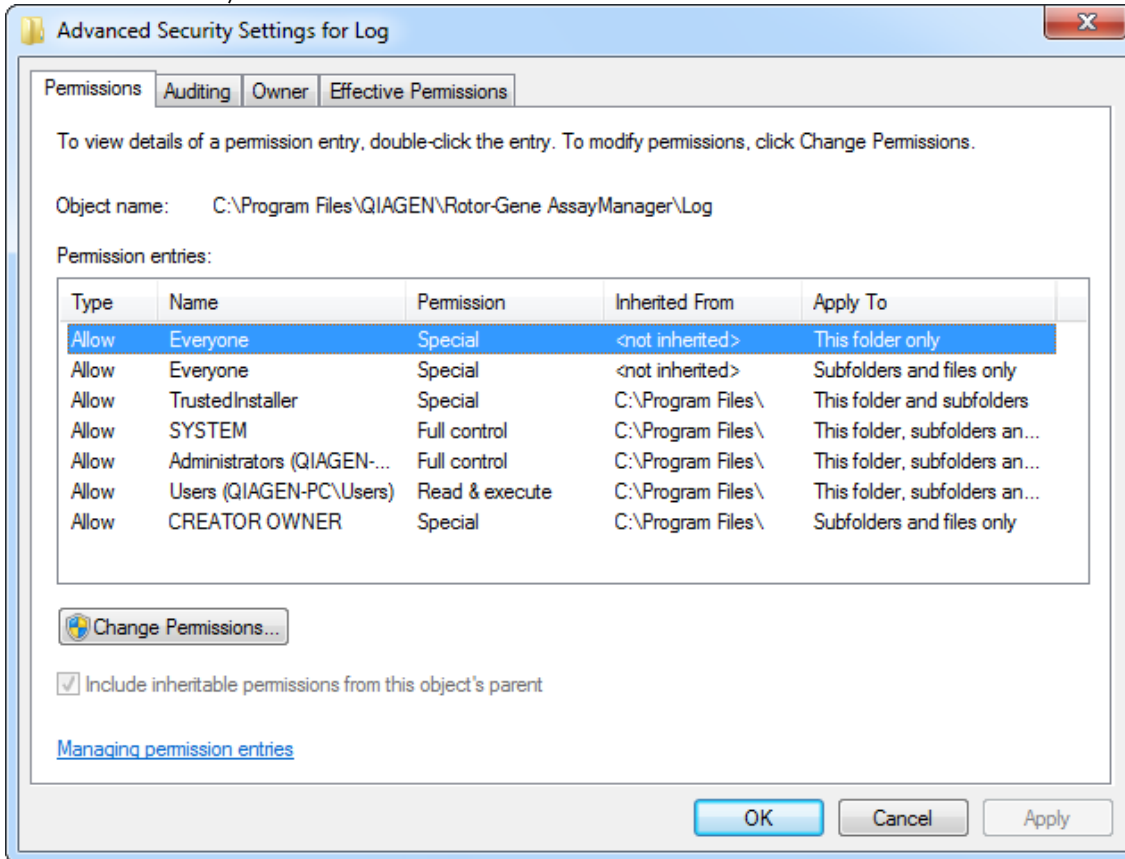 Advanced Security Settings for Log
Permissions Auditing Owner Effective Permissions
To view details of a permission entry, double-click the entry. To modify permissions, click Change Permissions.
Object name: C:\Program Files\QIAGEN\Rotor-Gene AssayManager\Log
Permission entries:
Type Name Permission Inherited From Apply To
Allow Everyone Special <not inherited> This folder only
Allow Everyone Special <not inherited> Subfolders and files only
Allow TrustedInstaller Special C:\Program Files\ This folder and subfolders
Allow SYSTEM Full control C:\Program Files\ This folder, subfolders an...
Allow Administrators (QIAGEN-... Full control C:\Program Files\ This folder, subfolders an...
Allow Users (QIAGEN-PC\Users) Read & execute C:\Program Files\ This folder, subfolders an...
Allow CREATOR OWNER Special C:\Program Files\ Subfolders and files only
Change Permissions...
Include inheritable permissions from this object's parent
Managing permission entries
OK Cancel Apply